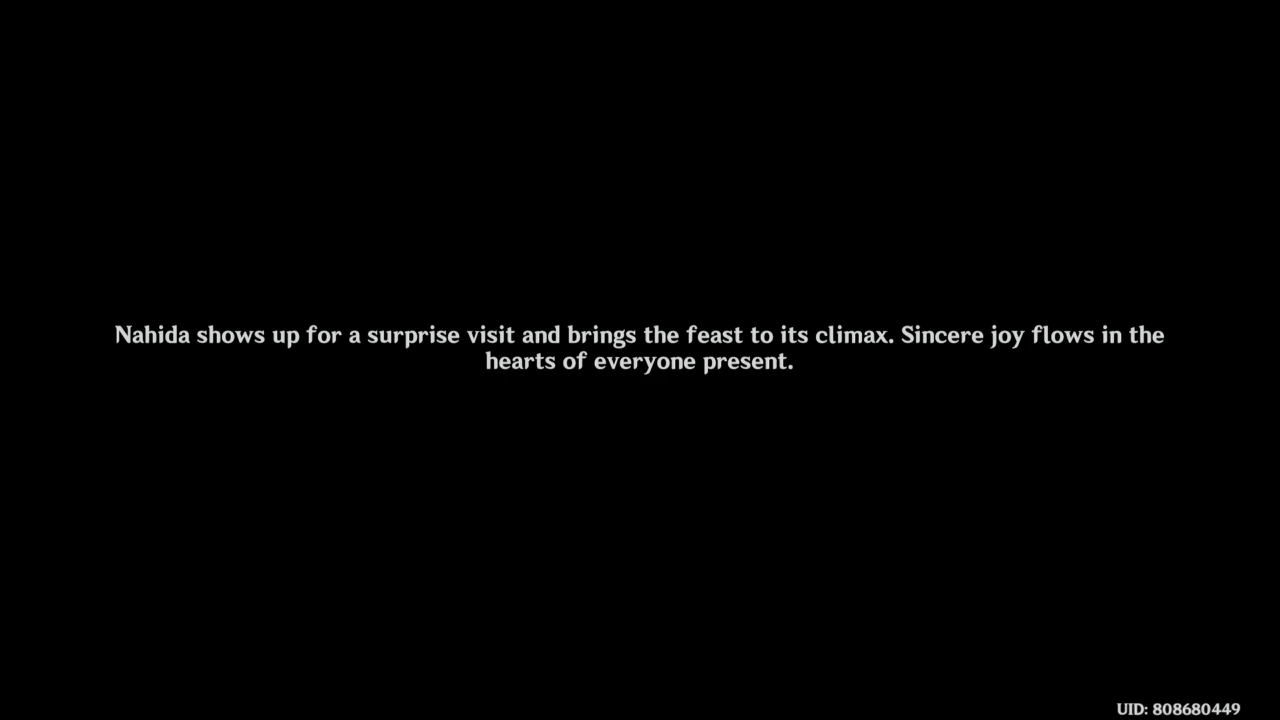 Nahida shows up for a surprise visit and brings the feast to its climax. Sincere joy flows in the
hearts of everyone present.
UID: 808680449